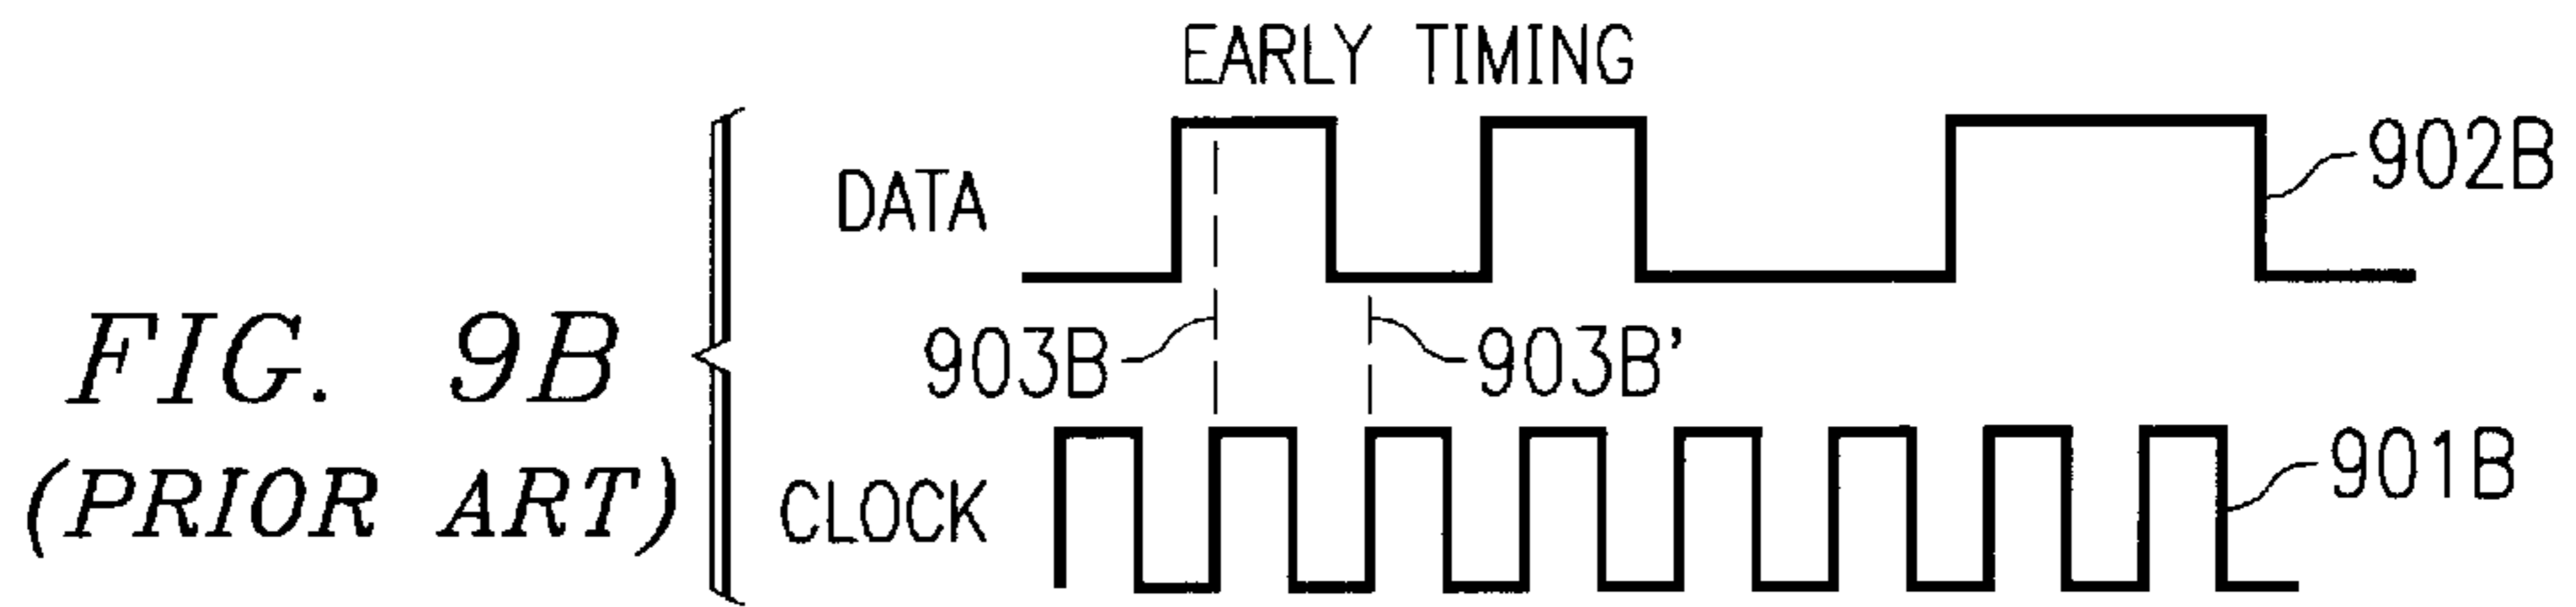 EARLY TIMING
DATA
902B
903B
903B'
FIG. 9B
(PRIOR ART)
CLOCK
901B